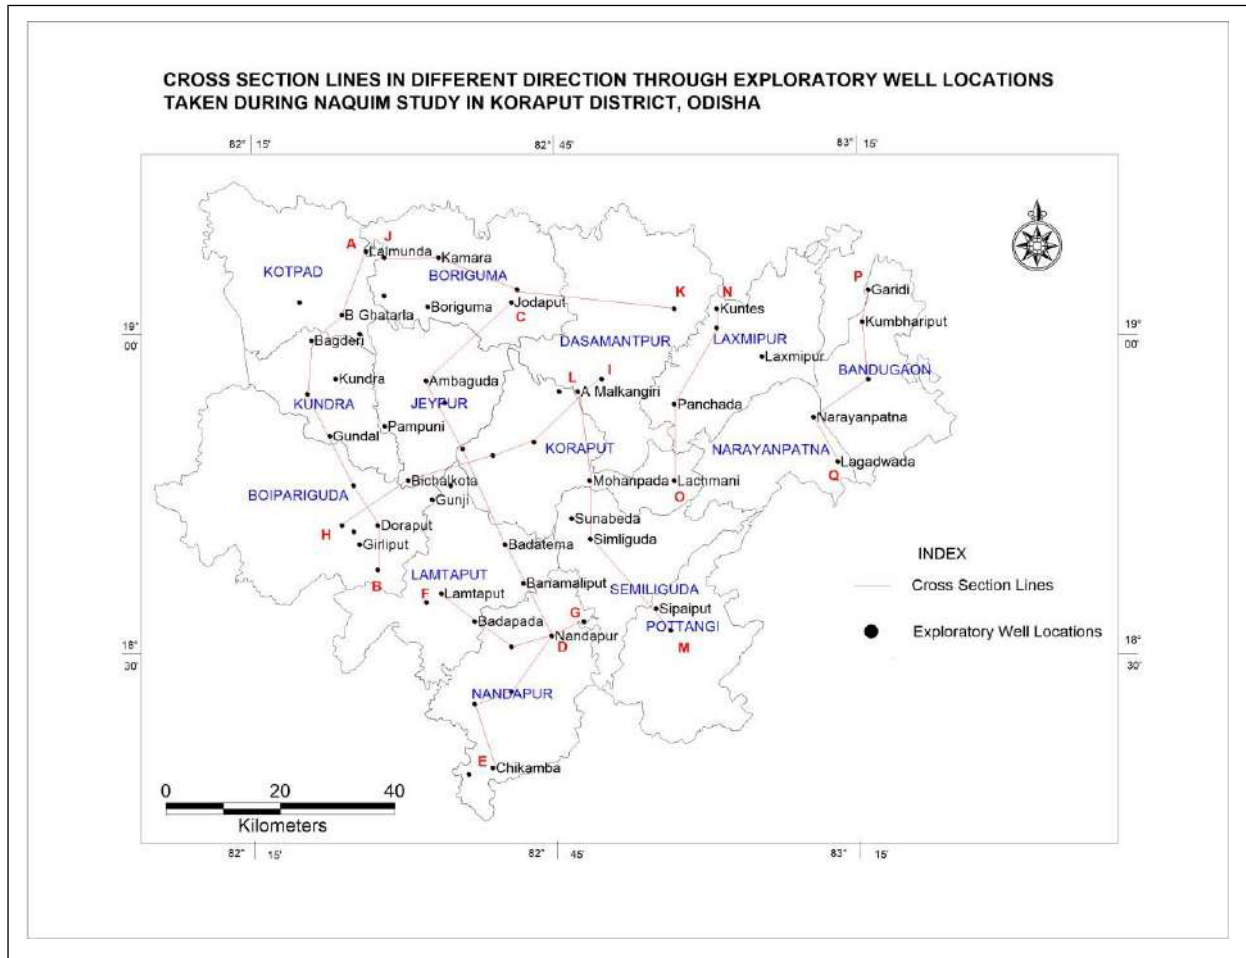 CROSS SECTION LINES IN DIFFERENT DIRECTION THROUGH EXPLORATORY WELL LOCATIONS
TAKEN DURING NAQUIM STUDY IN KORAPUT DISTRICT, ODISHA
82° 15'
82° 45'
83° 15'
A
J
Lalmunda
Kamara
KOTPAD
BORIGUMA
P
Garidi
K
N
B Ghatarla
Boriguma
Jodaput
C
Kuntes
Kumbhariput
19°
00'
Bagderi
DASAMANTPUR
LAXMIPUR
19°
00'
Laxmipur
Kundra
Ambaguda
L
I
A Malkangiri
BANDUGAON
KUNDRA
JEYPUR
Panchada
Narayanpatna
Gundal
Pampuni
KORAPUT
NARAYANPATNA
Lagadwada
Q
BOIPARIGUDA
Bichalkota
Gunji
Mohanpada
Lachmani
O
H
Doraput
Sunabeda
Girliput
Badatema
Simliguda
INDEX
B
LAMTAPUT
Banamaliput
SEMILIGUDA
Cross Section Lines
F
Lamtaput
G
Sipaiput
Badapada
POTTANGI
Exploratory Well Locations
Nandapur
D
M
18°
30'
18°
30'
NANDAPUR
E
Chikamba
0 20 40
Kilometers
82° 15'
82° 45'
83° 15'